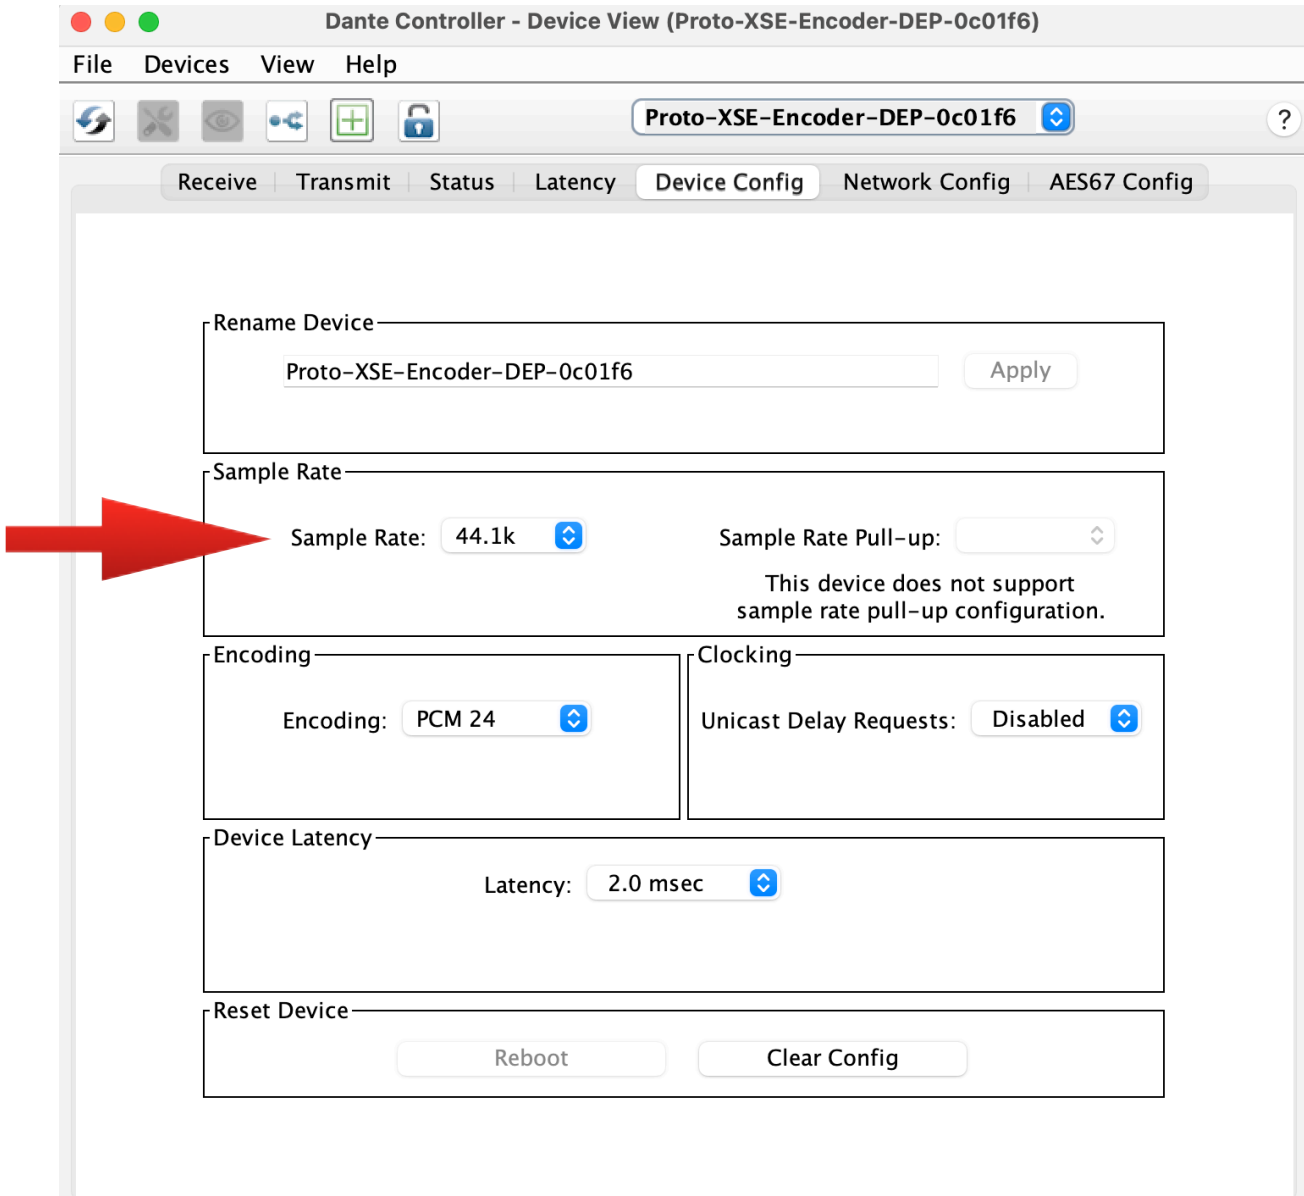 Dante Controller - Device View (Proto-XSE-Encoder-DEP-0c01f6)
File Devices View Help
Proto-XSE-Encoder-DEP-0c01f6 ?
Receive Transmit Status Latency Device Config Network Config AES67 Config
Rename Device
Proto-XSE-Encoder-DEP-0c01f6 Apply
Sample Rate
Sample Rate: 44.1k Sample Rate Pull-up:
This device does not support
sample rate pull-up configuration.
Encoding Clocking
Encoding: PCM 24 Unicast Delay Requests: Disabled
Device Latency
Latency: 2.0 msec
Reset Device
Reboot Clear Config